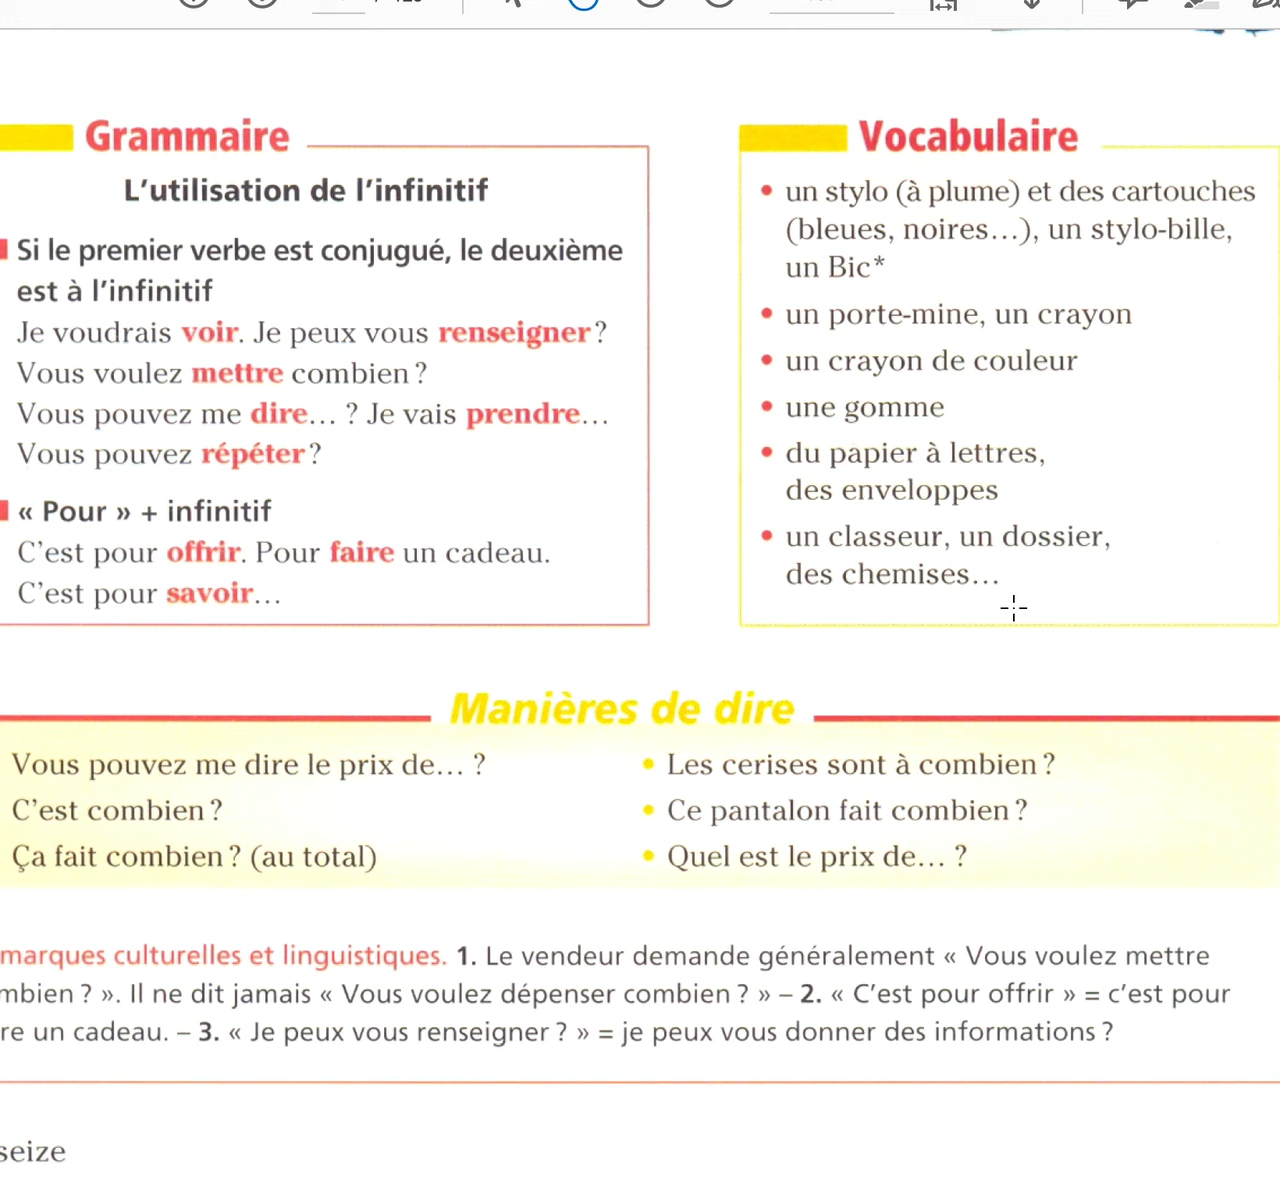 Grammaire
L'utilisation de l'infinitif
Si le premier verbe est conjugué, le deuxième
est à l'infinitif
Je voudrais voir. Je peux vous renseigner ?
Vous voulez mettre combien ?
Vous pouvez me dire… ? Je vais prendre…
Vous pouvez répéter ?
« Pour » + infinitif
C'est pour offrir. Pour faire un cadeau.
C'est pour savoir…
Vocabulaire
• un stylo (à plume) et des cartouches
(bleues, noires…), un stylo-bille,
un Bic*
• un porte-mine, un crayon
• un crayon de couleur
• une gomme
• du papier à lettres,
des enveloppes
• un classeur, un dossier,
des chemises…
Manières de dire
Vous pouvez me dire le prix de… ?
C'est combien ?
Ça fait combien ? (au total)
• Les cerises sont à combien ?
• Ce pantalon fait combien ?
• Quel est le prix de… ?
marques culturelles et linguistiques. 1. Le vendeur demande généralement « Vous voulez mettre
mbien ? ». Il ne dit jamais « Vous voulez dépenser combien ? » – 2. « C'est pour offrir » = c'est pour
re un cadeau. – 3. « Je peux vous renseigner ? » = je peux vous donner des informations ?
seize